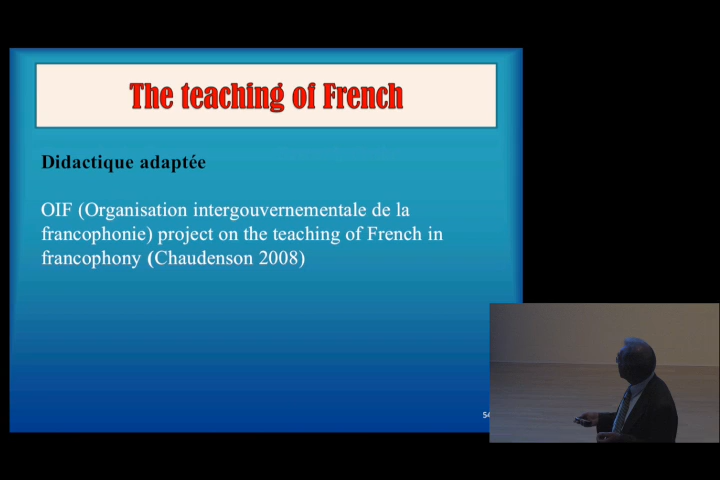 The teaching of French
Didactique adaptée
OIF (Organisation intergouvernementale de la
francophonie) project on the teaching of French in
francophony (Chaudenson 2008)
54